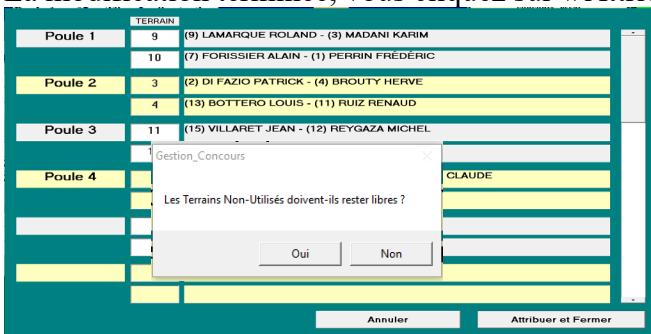 TERRAIN
Poule 1 9 (9) LAMARQUE ROLAND - (3) MADANI KARIM
10 (7) FORISSIER ALAIN - (1) PERRIN FRÉDÉRIC
Poule 2 3 (2) DI FAZIO PATRICK - (4) BROUTY HERVE
4 (13) BOTTERO LOUIS - (11) RUIZ RENAUD
Poule 3 11 (15) VILLARET JEAN - (12) REYGAZA MICHEL
Gestion_Concours
Poule 4 CLAUDE
Les Terrains Non-Utilisés doivent-ils rester libres ?
Oui Non
Annuler Attribuer et Fermer